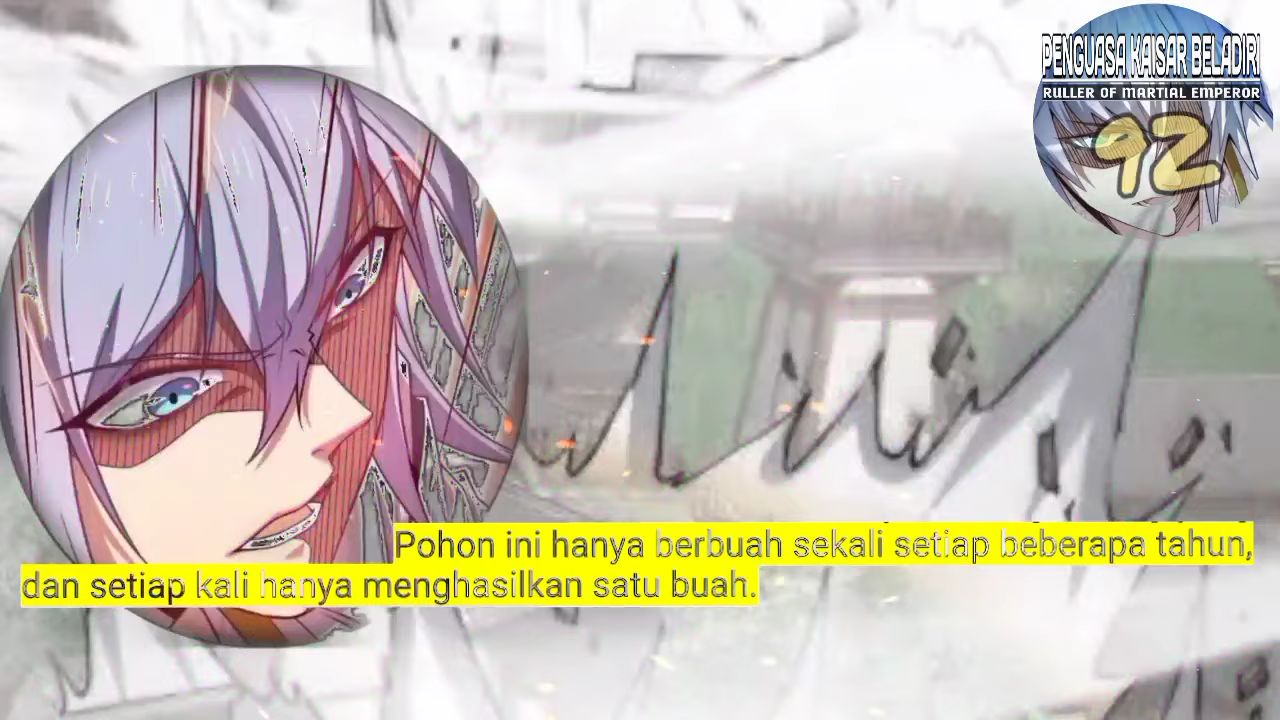 PENGUASA KAISAR BELADIRI
RULLER OF MARTIAL EMPEROR
92
Pohon ini hanya berbuah sekali setiap beberapa tahun,
dan setiap kali hanya menghasilkan satu buah.